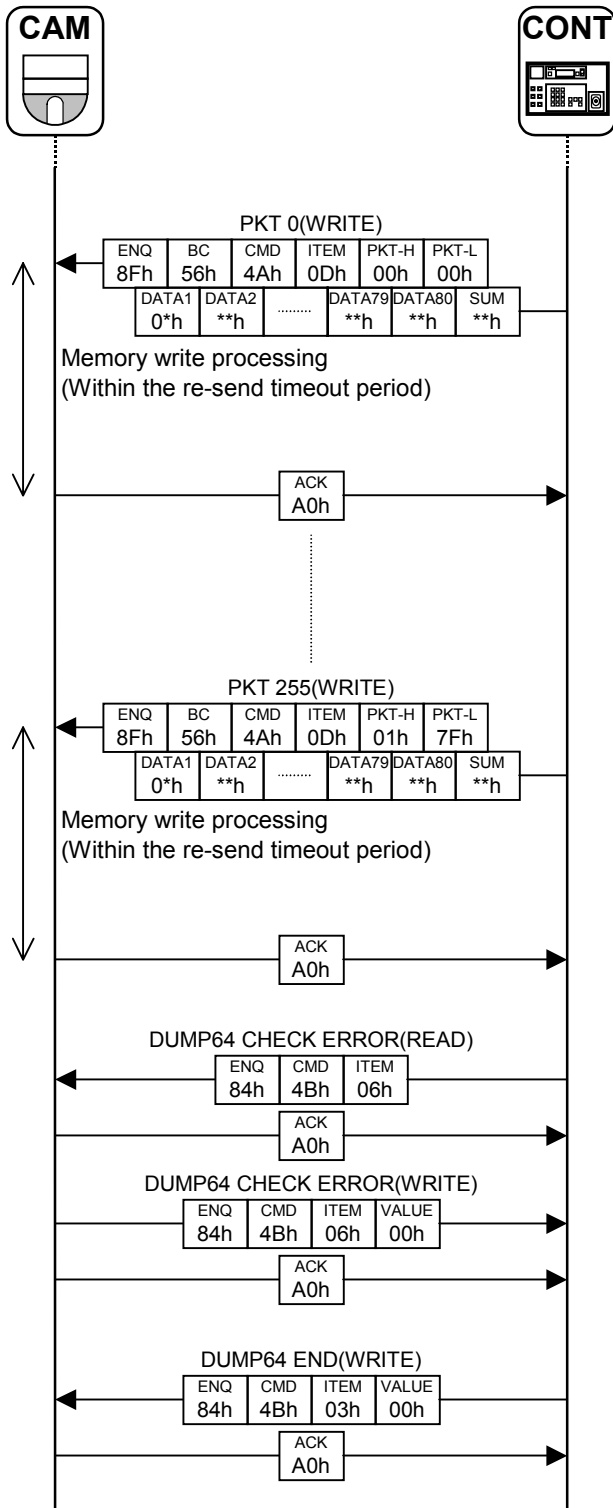 CAM CONT
PKT 0(WRITE)
ENQ BC CMD ITEM PKT-H PKT-L
8Fh 56h 4Ah 0Dh 00h 00h
DATA1 DATA2 ......... DATA79 DATA80 SUM
0*h **h **h **h **h
Memory write processing
(Within the re-send timeout period)
ACK
A0h
PKT 255(WRITE)
ENQ BC CMD ITEM PKT-H PKT-L
8Fh 56h 4Ah 0Dh 01h 7Fh
DATA1 DATA2 ......... DATA79 DATA80 SUM
0*h **h **h **h **h
Memory write processing
(Within the re-send timeout period)
ACK
A0h
DUMP64 CHECK ERROR(READ)
ENQ CMD ITEM
84h 4Bh 06h
ACK
A0h
DUMP64 CHECK ERROR(WRITE)
ENQ CMD ITEM VALUE
84h 4Bh 06h 00h
ACK
A0h
DUMP64 END(WRITE)
ENQ CMD ITEM VALUE
84h 4Bh 03h 00h
ACK
A0h